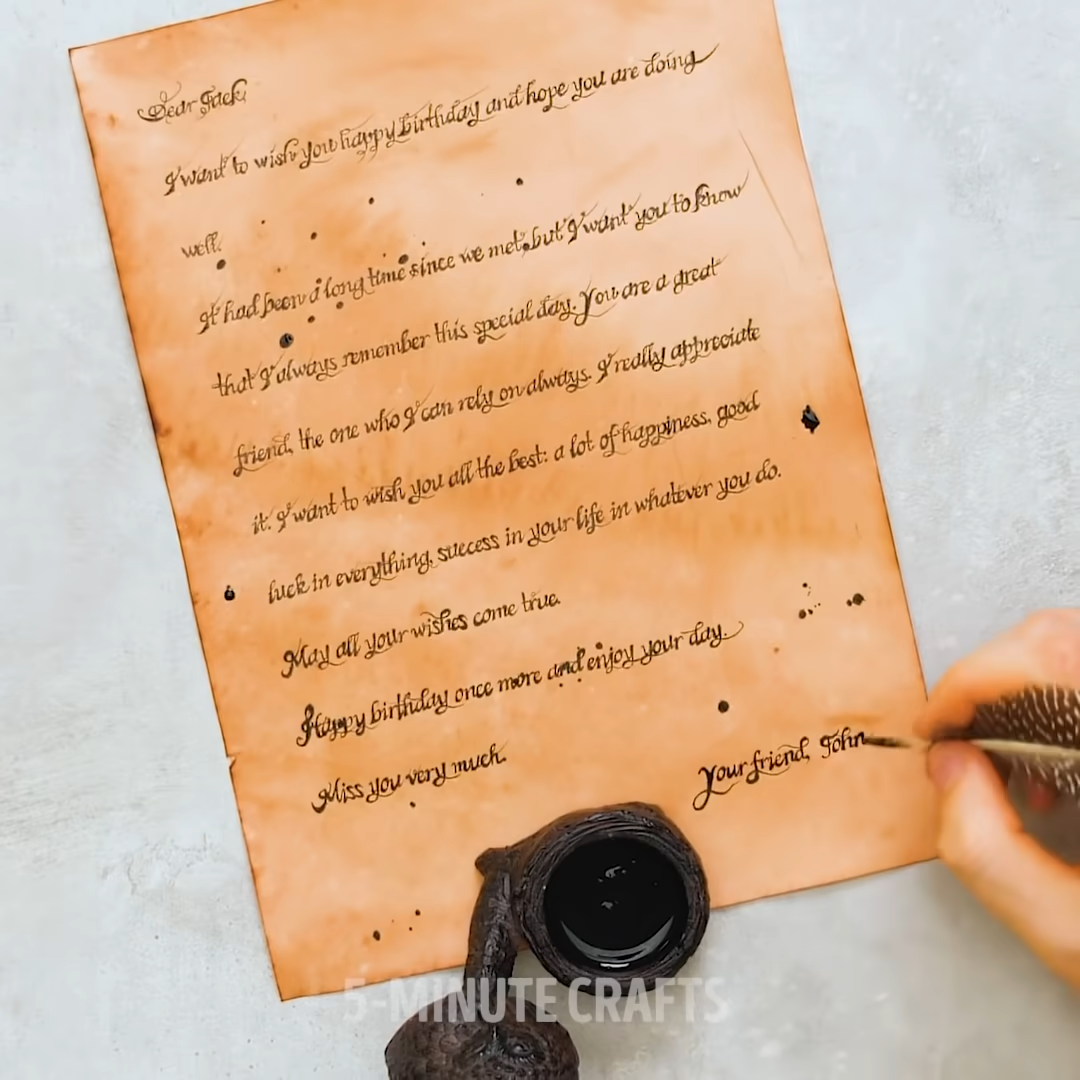 Dear Jack,
I want to wish you happy birthday and hope you are doing
well.
It had been a long time since we met, but I want you to know
that I always remember this special day. You are a great
friend, the one who I can rely on always. I really appreciate
it. I want to wish you all the best: a lot of happiness, good
luck in everything, success in your life in whatever you do.
May all your wishes come true.
Happy birthday once more and enjoy your day.
Miss you very much.
Your friend, John
5-MINUTE CRAFTS